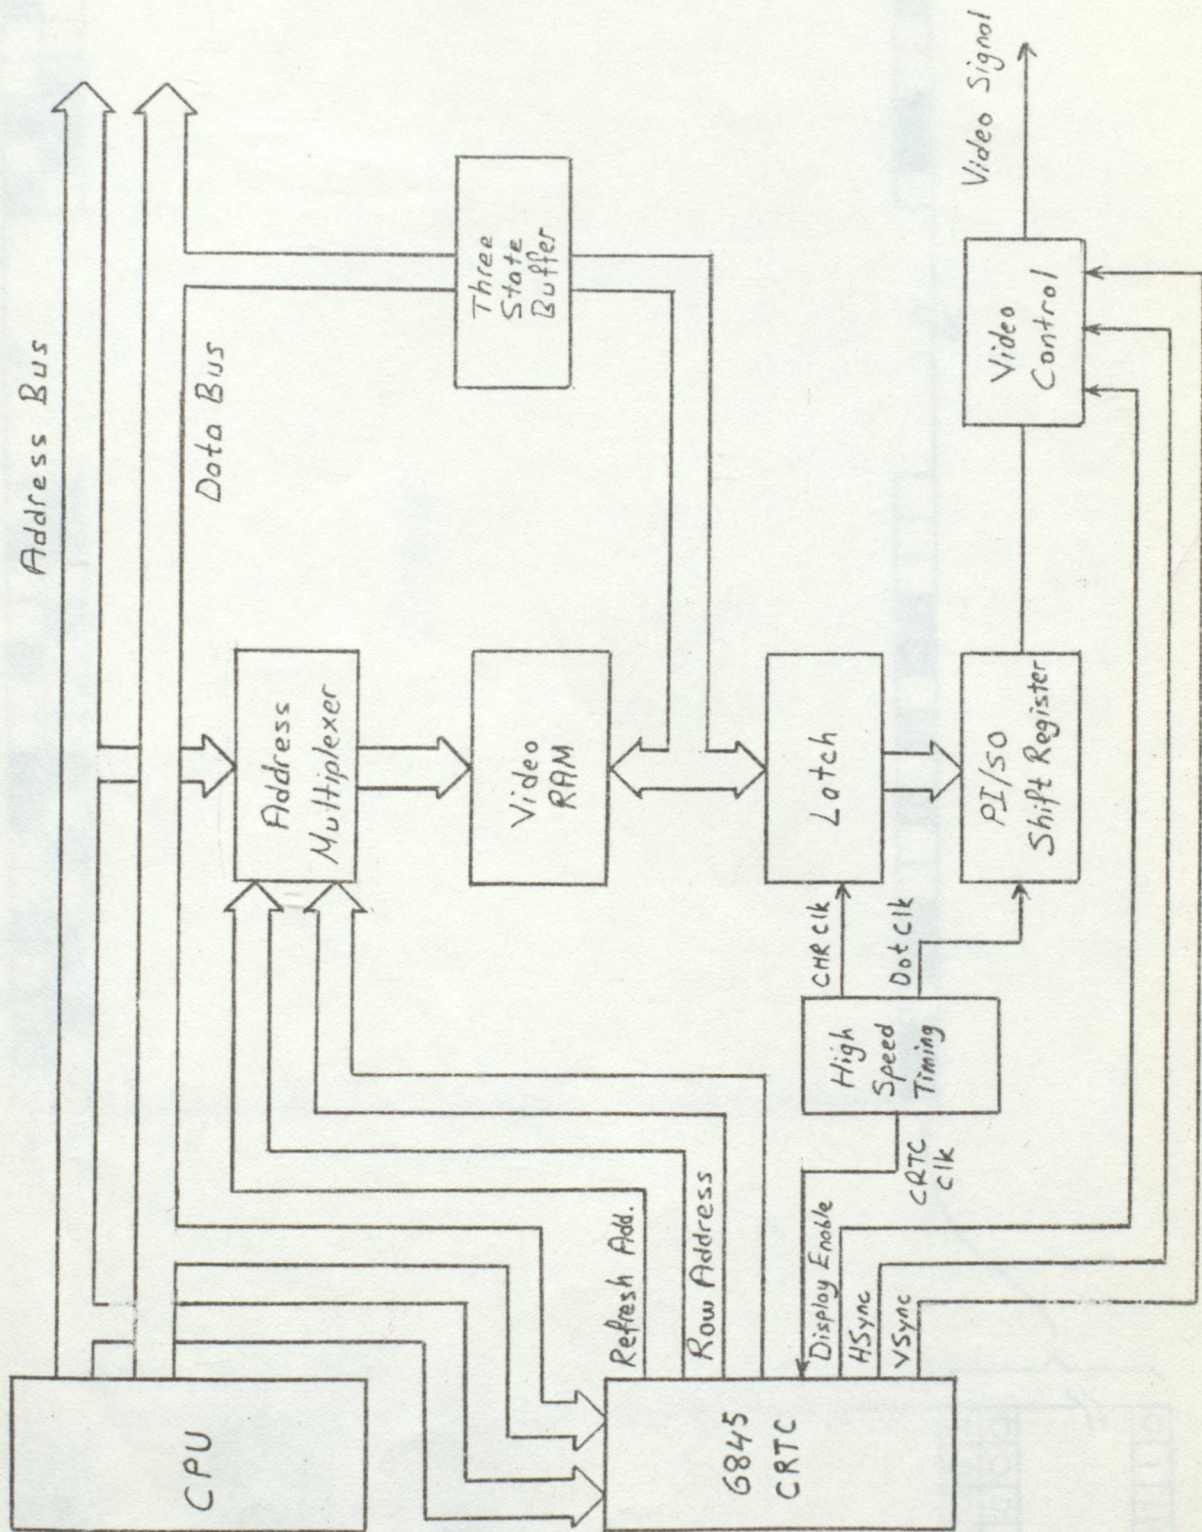 Address Bus
Data Bus
CPU
Three
State
Buffer
Address
Multiplexer
Video
RAM
Refresh Add.
Row Address
Latch
CHR Clk
Dot Clk
High
Speed
Timing
CRTC
Clk
PI/SO
Shift Register
Video
Control
Video Signal
6845
CRTC
Display Enable
HSync
VSync